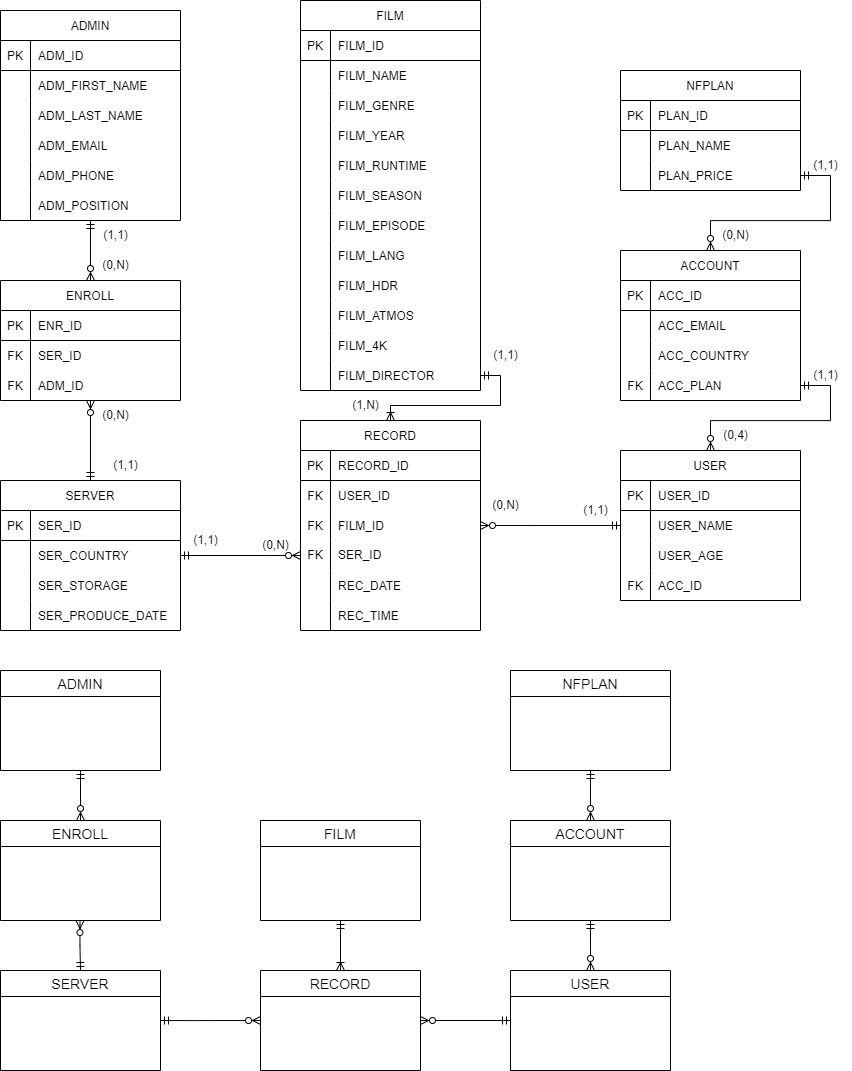 ADMIN
PK ADM_ID
ADM_FIRST_NAME
ADM_LAST_NAME
ADM_EMAIL
ADM_PHONE
ADM_POSITION
(1,1)
(0,N)
ENROLL
PK ENR_ID
FK SER_ID
FK ADM_ID
(0,N)
(1,1)
SERVER
PK SER_ID
SER_COUNTRY
SER_STORAGE
SER_PRODUCE_DATE
(1,1)
(0,N)
FILM
PK FILM_ID
FILM_NAME
FILM_GENRE
FILM_YEAR
FILM_RUNTIME
FILM_SEASON
FILM_EPISODE
FILM_LANG
FILM_HDR
FILM_ATMOS
FILM_4K
FILM_DIRECTOR
(1,1)
(1,N)
RECORD
PK RECORD_ID
FK USER_ID
FK FILM_ID
FK SER_ID
REC_DATE
REC_TIME
(0,N)
(1,1)
NFPLAN
PK PLAN_ID
PLAN_NAME
PLAN_PRICE
(1,1)
(0,N)
ACCOUNT
PK ACC_ID
ACC_EMAIL
ACC_COUNTRY
FK ACC_PLAN
(1,1)
(0,4)
USER
PK USER_ID
USER_NAME
USER_AGE
FK ACC_ID
ADMIN
NFPLAN
ENROLL
FILM
ACCOUNT
SERVER
RECORD
USER